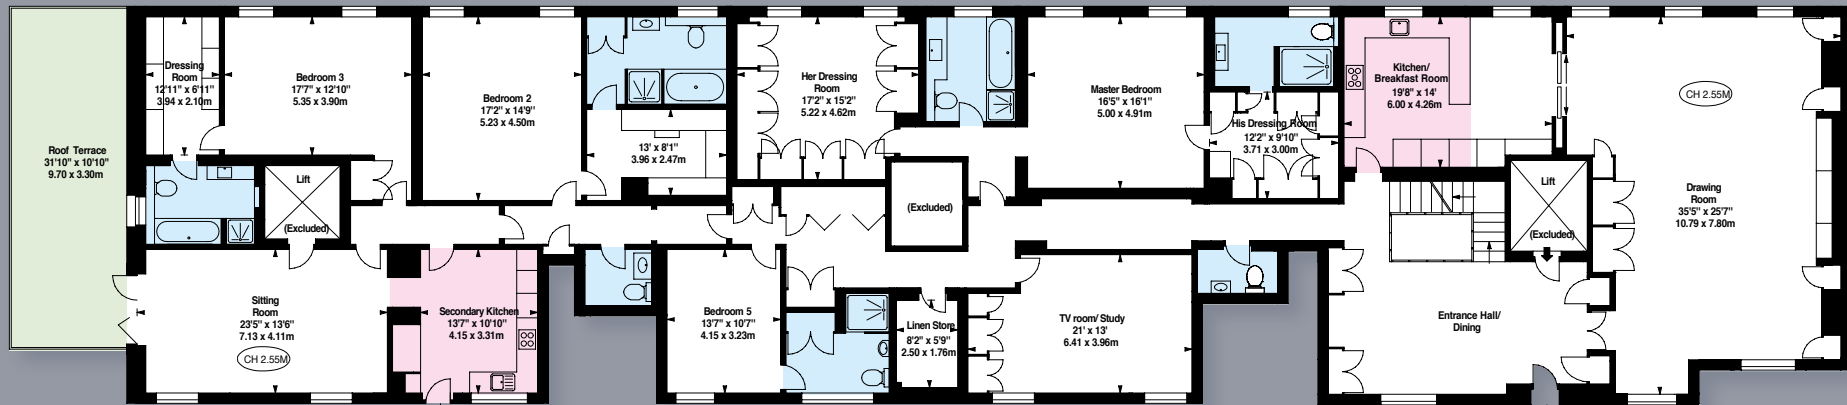 Roof Terrace
31'10" x 10'10"
9.70 x 3.30m
Dressing
Room
12'11" x 6'11"
3.94 x 2.10m
Bedroom 3
17'7" x 12'10"
5.35 x 3.90m
Lift
(Excluded)
Bedroom 2
17'2" x 14'9"
5.23 x 4.50m
13' x 8'1"
3.96 x 2.47m
Her Dressing
Room
17'2" x 15'2"
5.22 x 4.62m
(Excluded)
Master Bedroom
16'5" x 16'1"
5.00 x 4.91m
His Dressing Room
12'2" x 9'10"
3.71 x 3.00m
Kitchen/
Breakfast Room
19'8" x 14'
6.00 x 4.26m
Lift
(Excluded)
CH 2.55M
Drawing
Room
35'5" x 25'7"
10.79 x 7.80m
Sitting
Room
23'5" x 13'6"
7.13 x 4.11m
CH 2.55M
Secondary Kitchen
13'7" x 10'10"
4.15 x 3.31m
Bedroom 5
13'7" x 10'7"
4.15 x 3.23m
Linen Store
8'2" x 5'9"
2.50 x 1.76m
TV room/ Study
21' x 13'
6.41 x 3.96m
Entrance Hall/
Dining